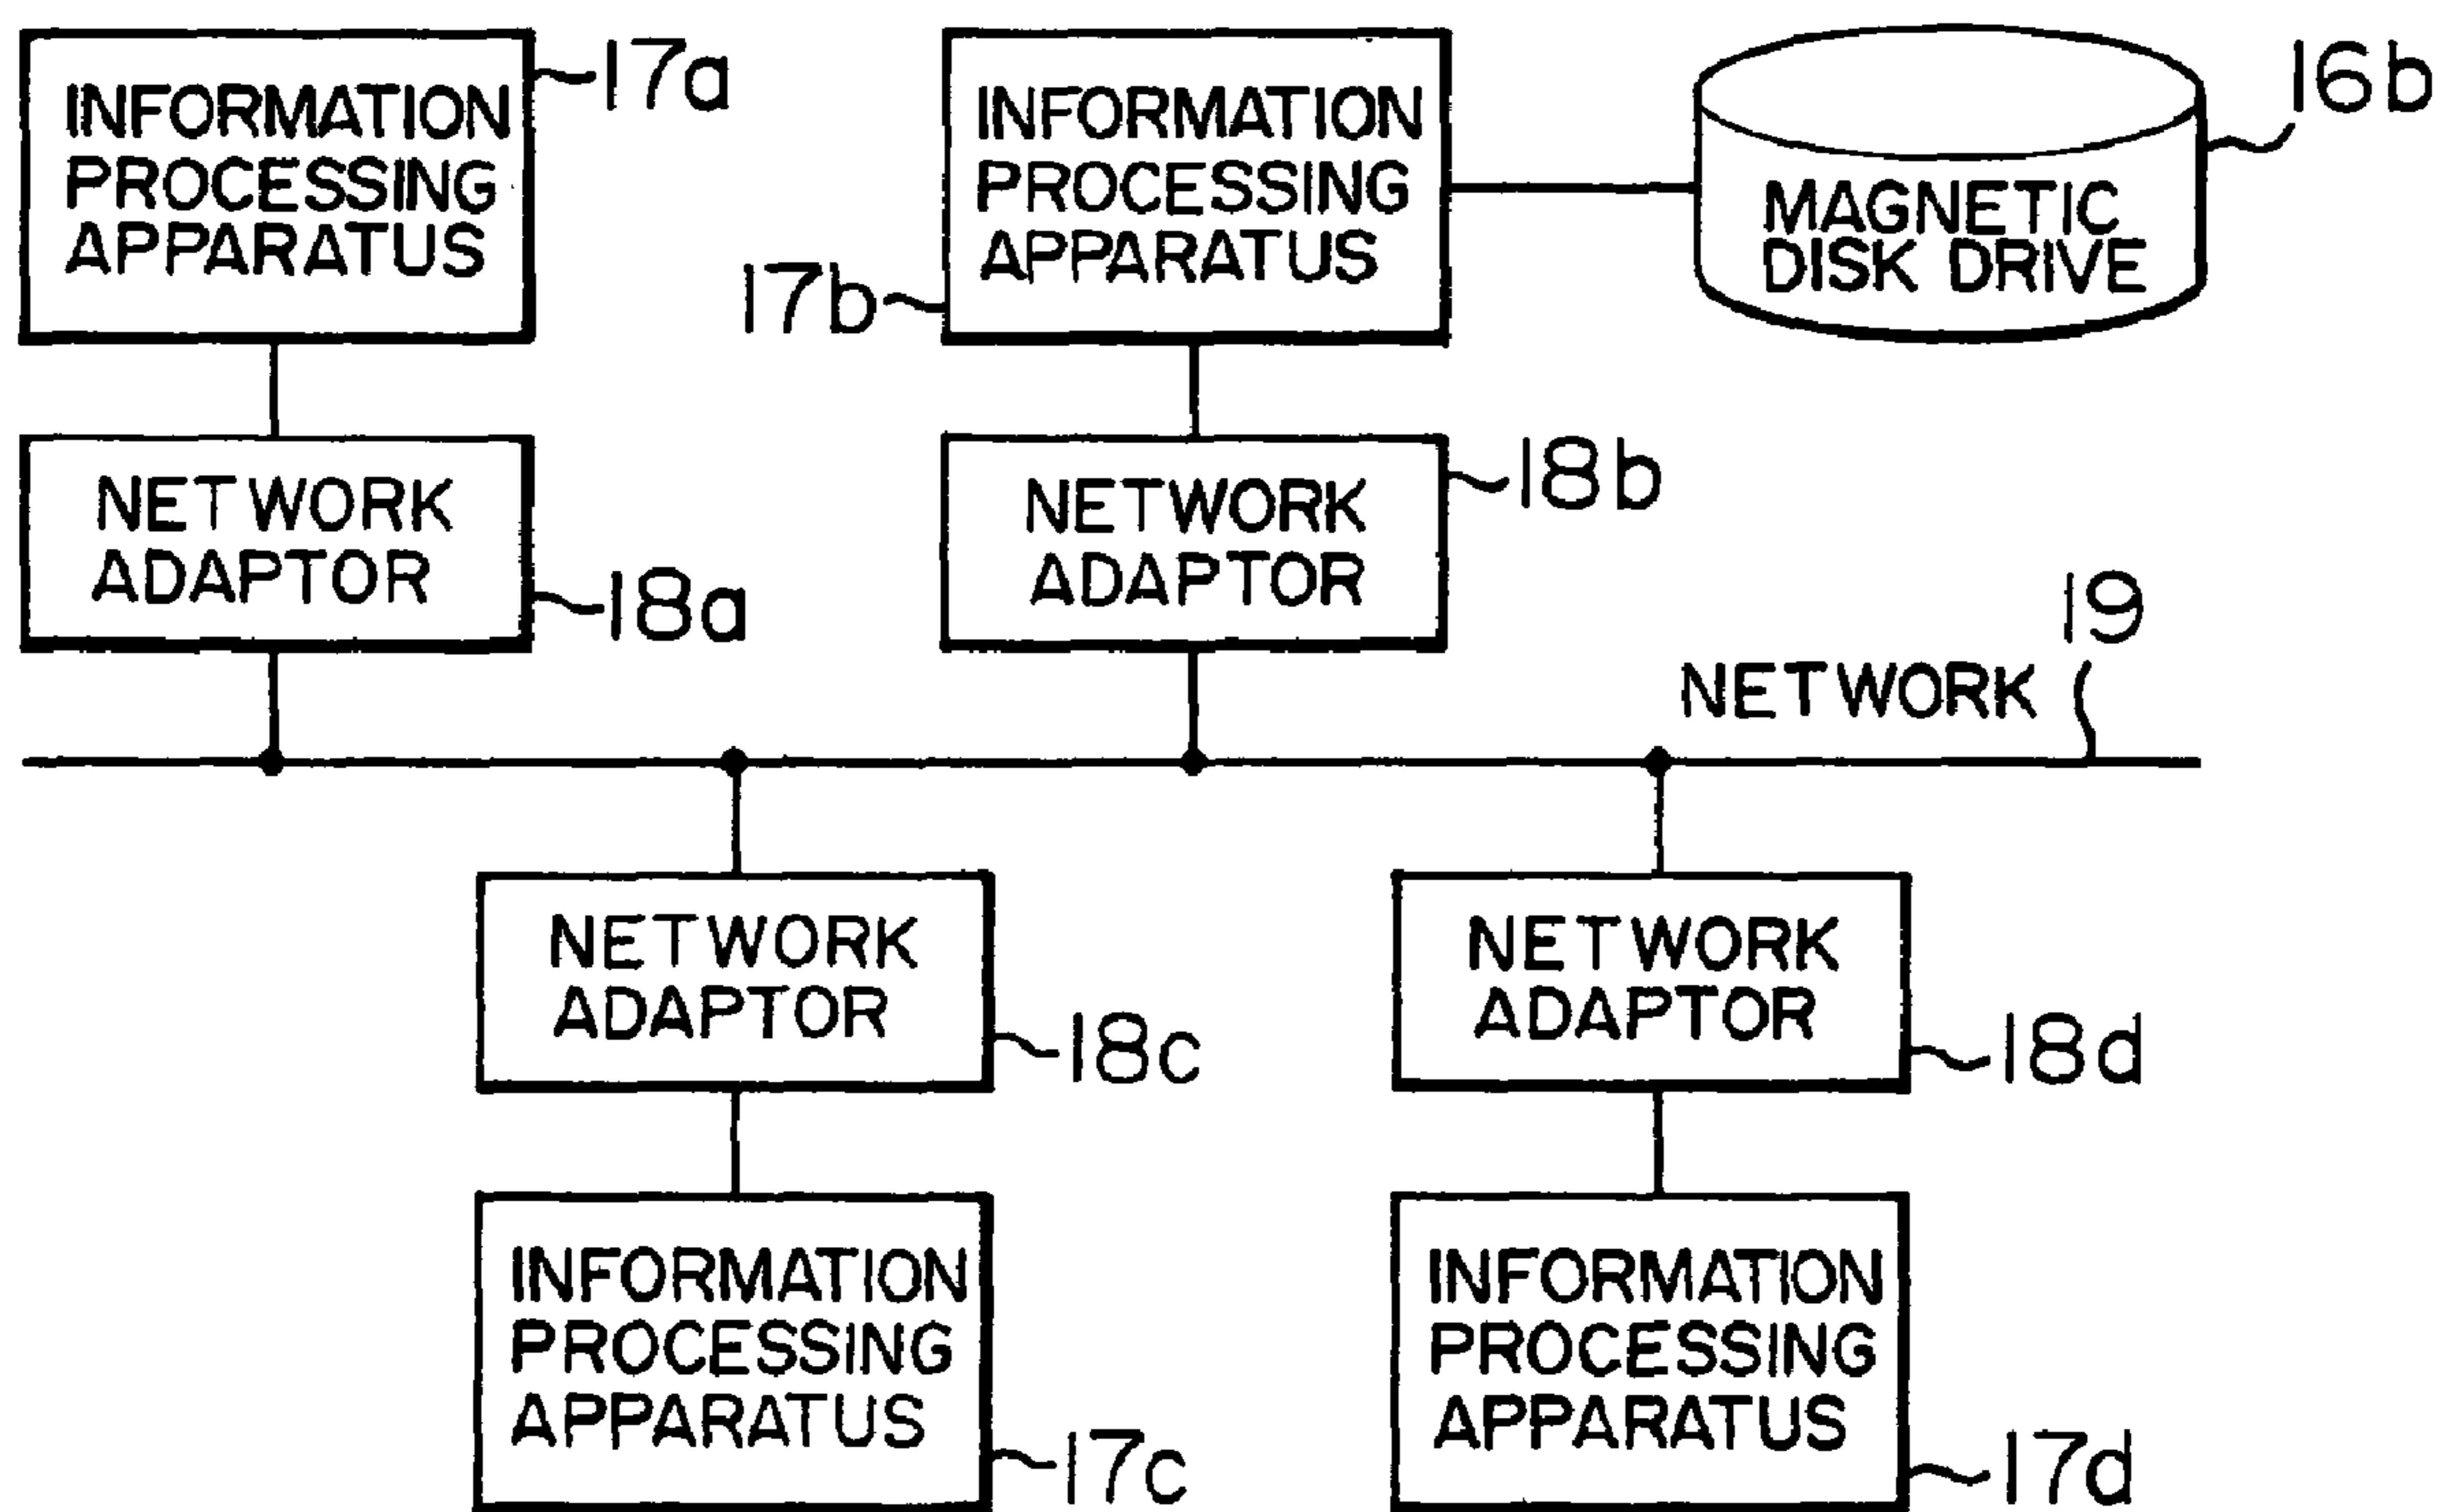 INFORMATION
PROCESSING
APPARATUS
17a
INFORMATION
PROCESSING
APPARATUS
17b
MAGNETIC
DISK DRIVE
16b
NETWORK
ADAPTOR
18a
NETWORK
ADAPTOR
18b
19
NETWORK
NETWORK
ADAPTOR
18c
NETWORK
ADAPTOR
18d
INFORMATION
PROCESSING
APPARATUS
17c
INFORMATION
PROCESSING
APPARATUS
17d